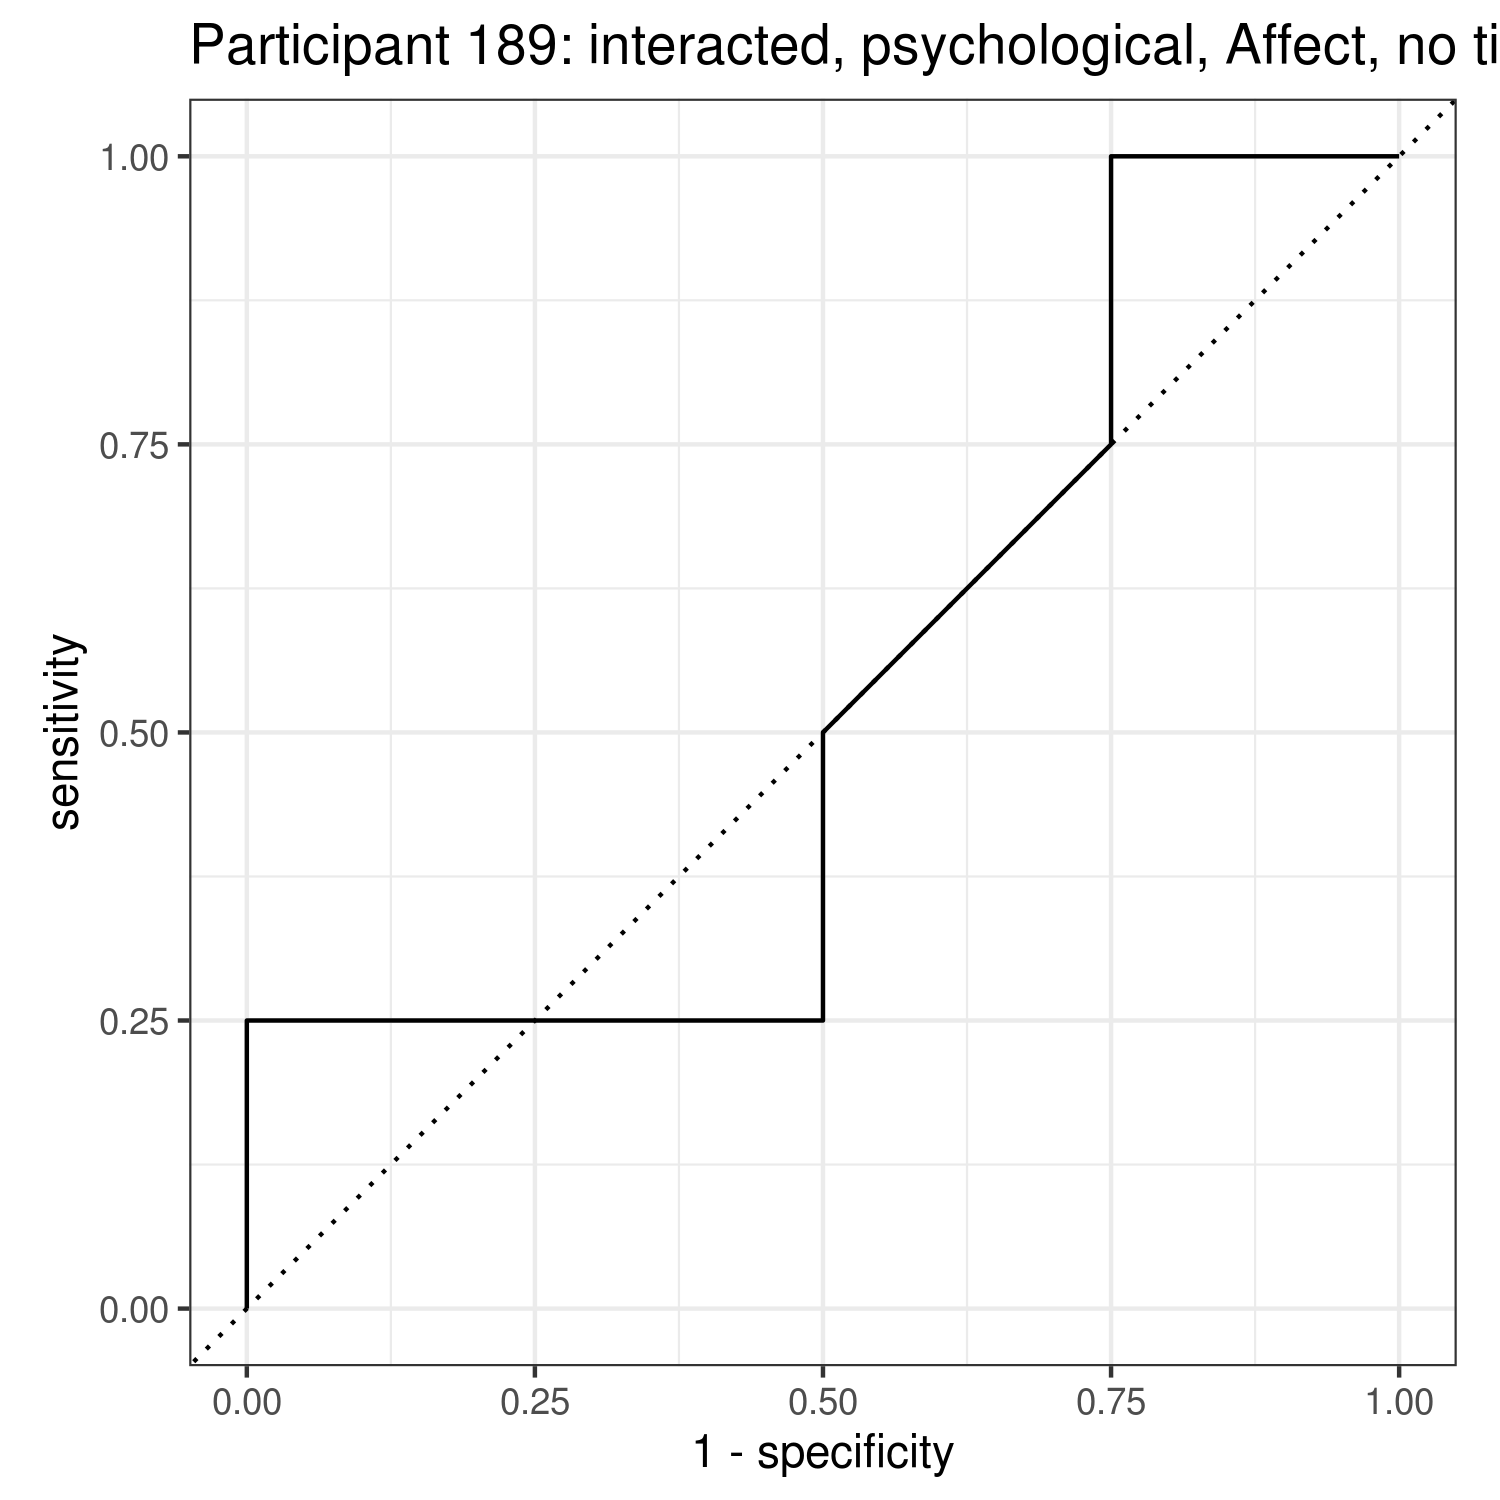 Participant 189: interacted, psychological, Affect, no ti
1.00
0.75
0.50
0.25
0.00
sensitivity
0.00 0.25 0.50 0.75 1.00
1 - specificity